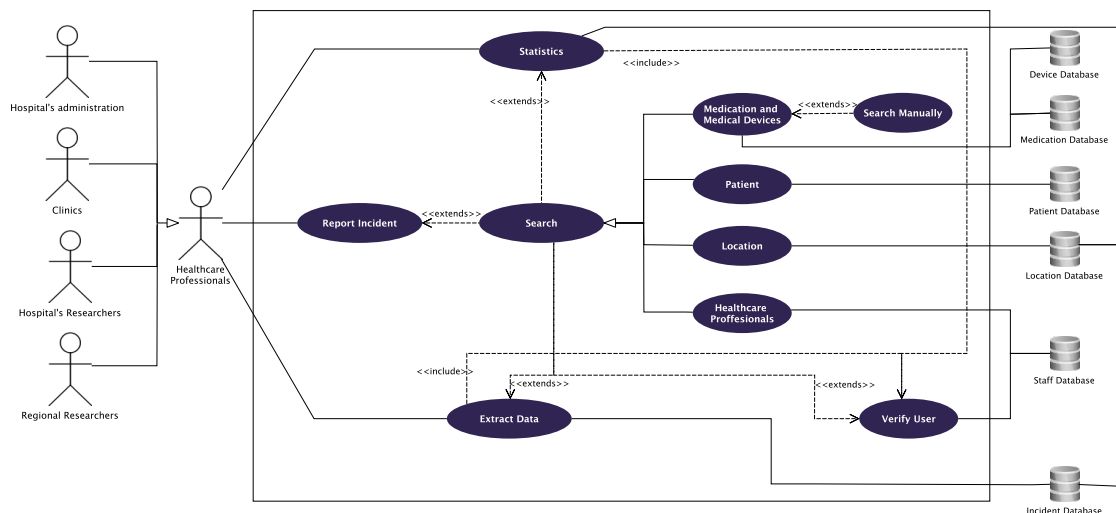 Statistics
<<include>>
Device Database
Hospital's administration
<<extends>>
Medication and
Medical Devices
<<extends>>
Search Manually
Medication Database
Clinics
Patient
Patient Database
Report Incident
<<extends>>
Search
Location
Location Database
Healthcare
Professionals
Hospital's Researchers
Healthcare
Proffesionals
<<include>>
<<extends>>
<<extends>>
Staff Database
Regional Researchers
Extract Data
Verify User
Incident Database